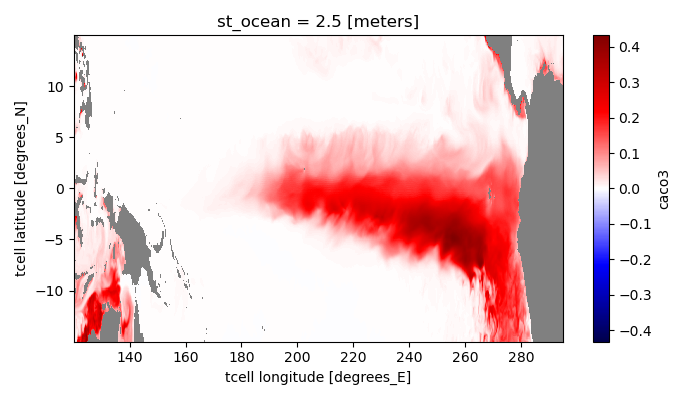 st_ocean = 2.5 [meters]
10
5
0
−5
−10
tcell latitude [degrees_N]
140 160 180 200 220 240 260 280
tcell longitude [degrees_E]
0.4
0.3
0.2
0.1
0.0
−0.1
−0.2
−0.3
−0.4
caco3